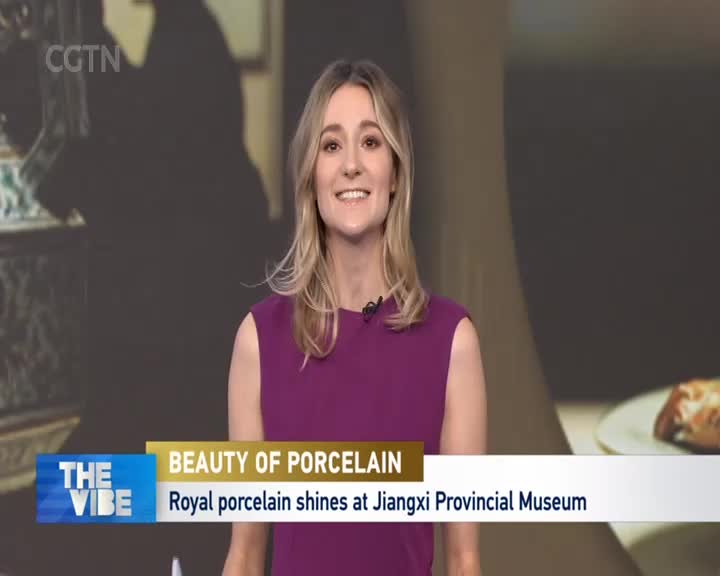 CGTN
BEAUTY OF PORCELAIN
THE
VIBE
Royal porcelain shines at Jiangxi Provincial Museum